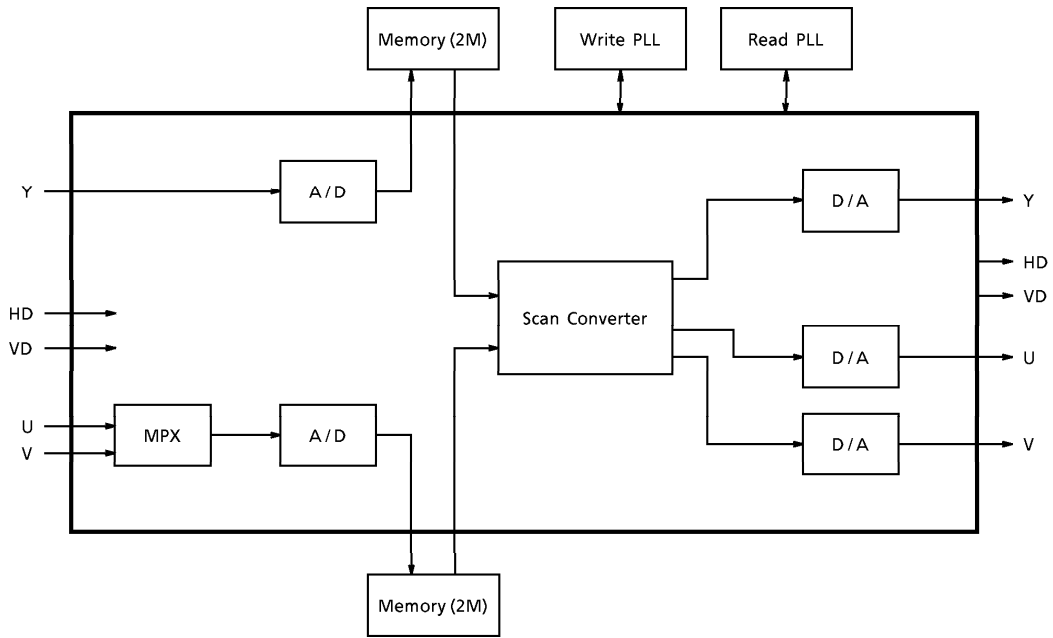 Memory (2M)
Write PLL
Read PLL
Y
A/D
D/A
Y
HD
VD
HD
VD
Scan Converter
D/A
U
U
V
MPX
A/D
D/A
V
Memory (2M)